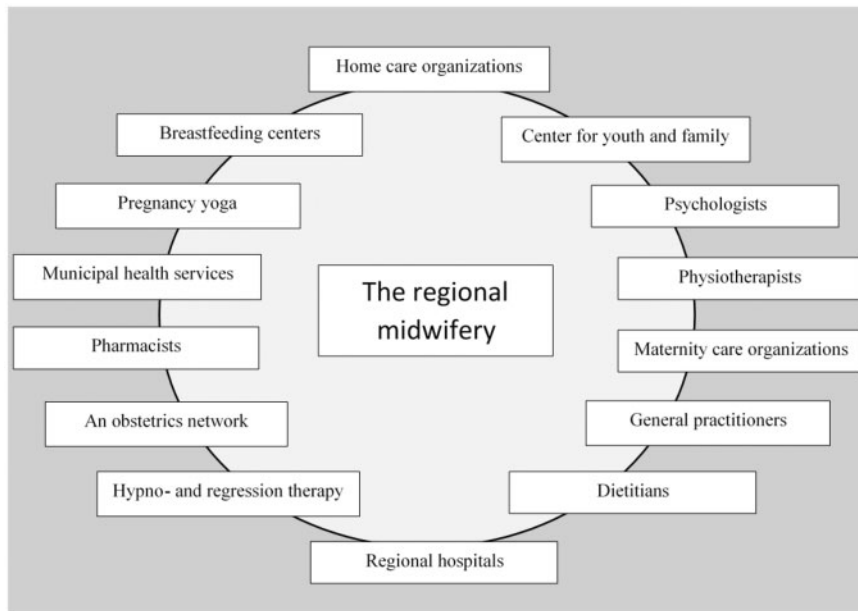 Home care organizations
Breastfeeding centers
Center for youth and family
Pregnancy yoga
Psychologists
Municipal health services
Physiotherapists
The regional
midwifery
Pharmacists
Maternity care organizations
An obstetrics network
General practitioners
Hypno- and regression therapy
Dietitians
Regional hospitals